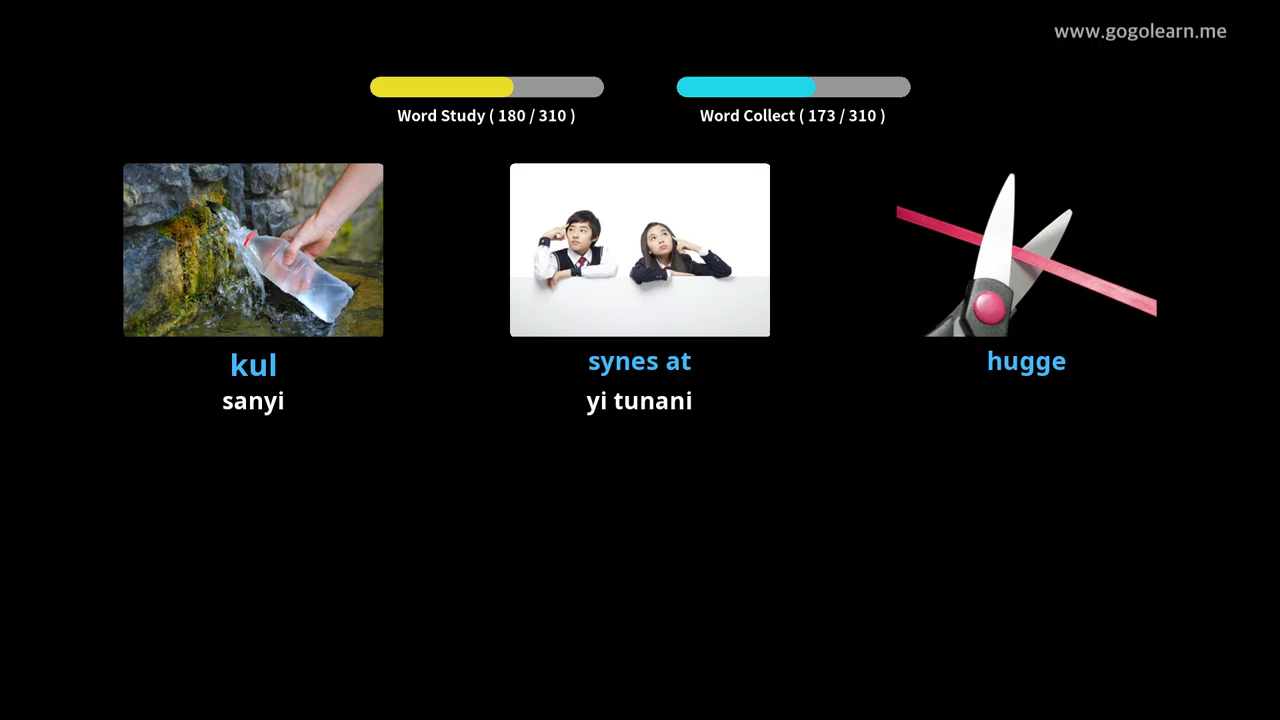 www.gogolearn.me
Word Study ( 180 / 310 )
Word Collect ( 173 / 310 )
kul
synes at
hugge
sanyi
yi tunani